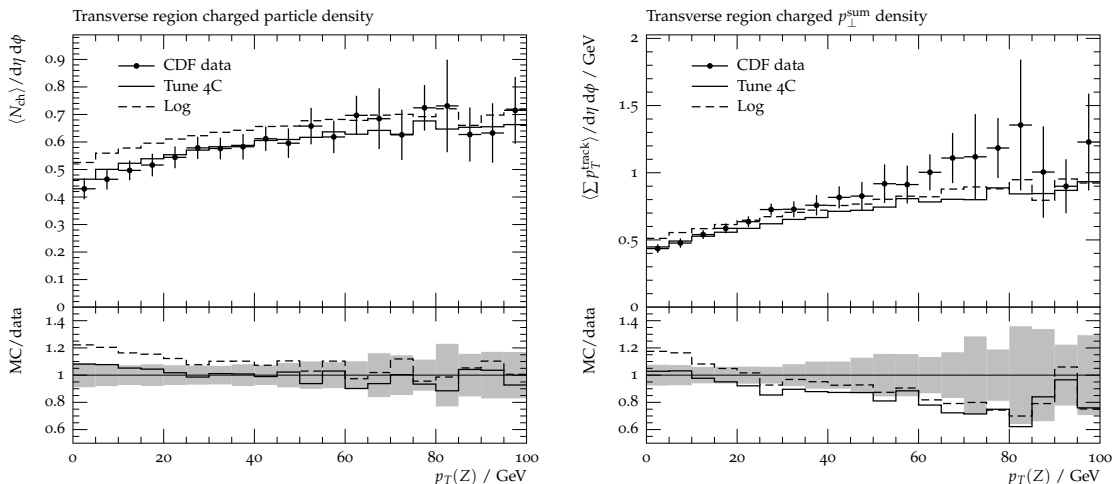 Transverse region charged particle density
⟨N_ch⟩/dη dϕ
0.9
0.8
0.7
0.6
0.5
0.4
0.3
0.2
0.1
0
CDF data
Tune 4C
Log
MC/data
1.4
1.2
1
0.8
0.6
0 20 40 60 80 100
p_T(Z) / GeV
Transverse region charged p_⊥^sum density
⟨∑ p_T^track⟩/dη dϕ / GeV
2
1.5
1
0.5
0
CDF data
Tune 4C
Log
MC/data
1.4
1.2
1
0.8
0.6
0 20 40 60 80 100
p_T(Z) / GeV